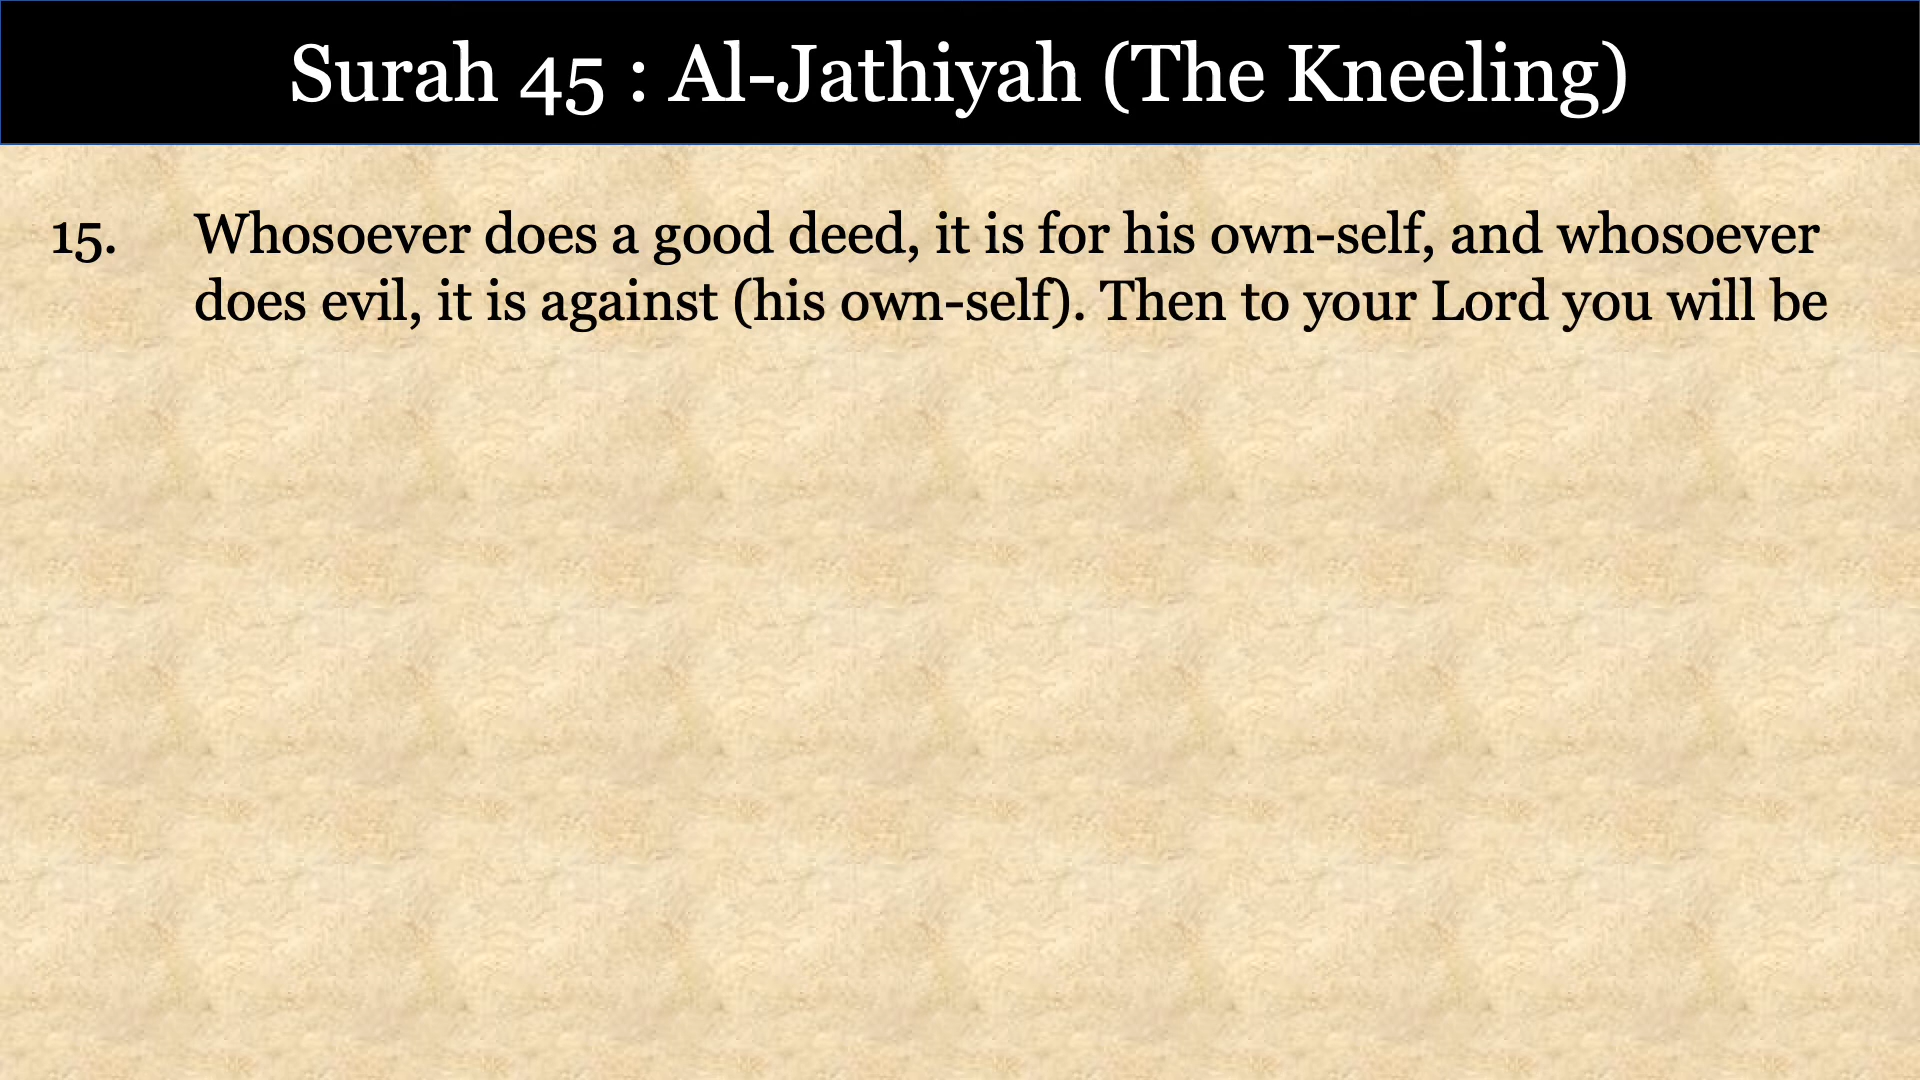 Surah 45 : Al-Jathiyah (The Kneeling)
15. Whosoever does a good deed, it is for his own-self, and whosoever
does evil, it is against (his own-self). Then to your Lord you will be